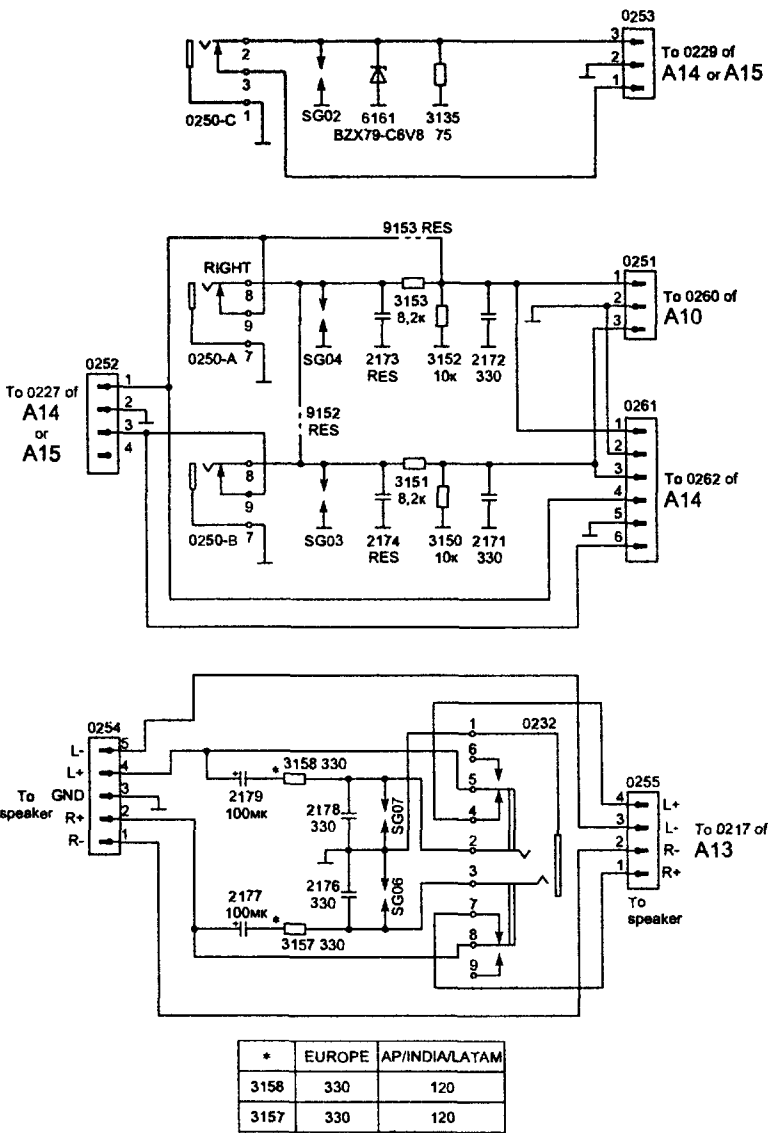 0253
3
To 0229 of
2
A14 or A15
1
2
3
0250-C 1
SG02 6161 3135
BZX79-C6V8 75
9153 RES
RIGHT
8
9
0250-A 7
SG04
3153
8,2к
2173
RES
3152
10к
2172
330
0251
1
2
3
To 0260 of
A10
0252
1
2
3
4
To 0227 of
A14
or
A15
9152
RES
8
9
0250-B 7
SG03
3151
8,2к
2174
RES
3150
10к
2171
330
0261
1
2
3
4
5
6
To 0262 of
A14
0254
5
4
3
2
1
L-
L+
GND
R+
R-
To
speaker
3158 330
*
2179
100мк
2178
330
SG07
2176
330
SG06
2177
100мк
*
3157 330
0232
1
6
5
4
2
3
7
8
9
0255
4 L+
3 L-
2 R-
1 R+
To 0217 of
A13
To
speaker
* EUROPE AP/INDIA/LATAM
3158 330 120
3157 330 120